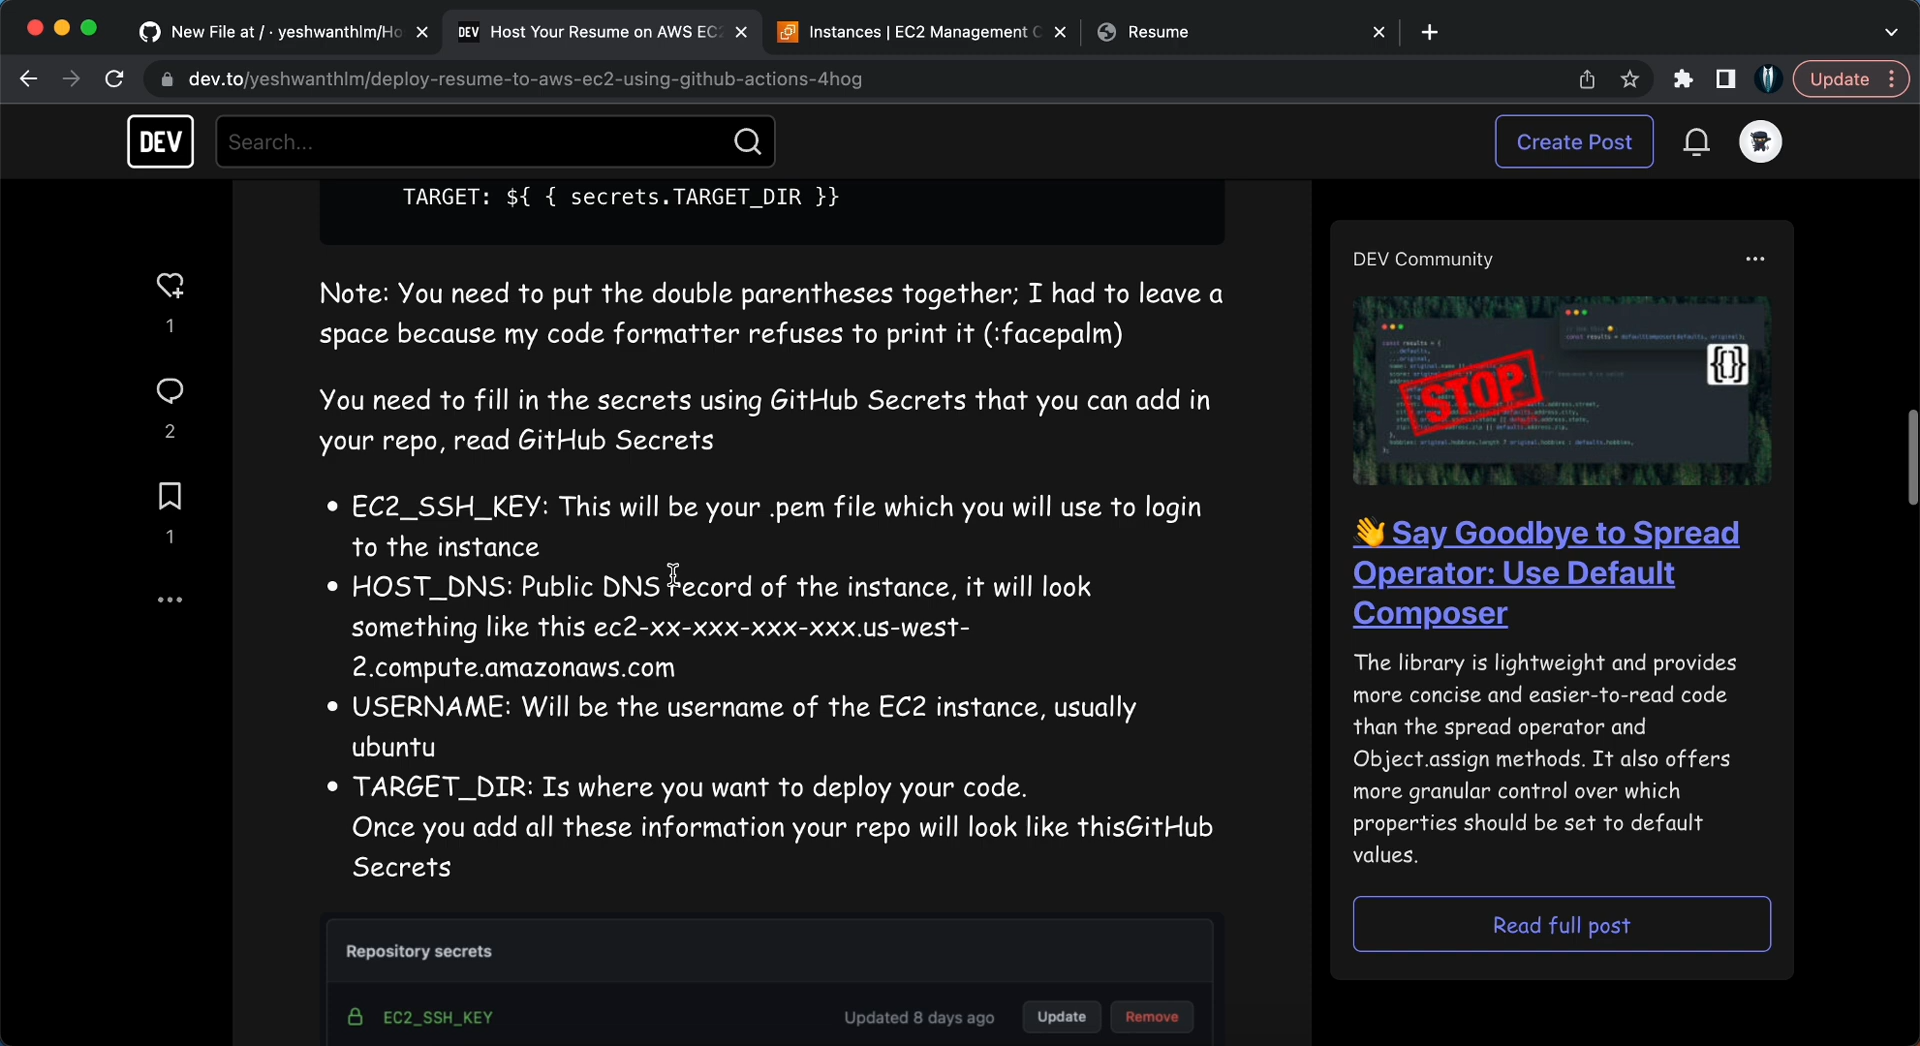 New File at / · yeshwanthlm/Ho
DEV Host Your Resume on AWS EC2
Instances | EC2 Management C
Resume
dev.to/yeshwanthlm/deploy-resume-to-aws-ec2-using-github-actions-4hog
Update
DEV
Search...
Create Post
TARGET: ${ { secrets.TARGET_DIR }}
Note: You need to put the double parentheses together; I had to leave a
space because my code formatter refuses to print it (:facepalm)
You need to fill in the secrets using GitHub Secrets that you can add in
your repo, read GitHub Secrets
• EC2_SSH_KEY: This will be your .pem file which you will use to login
to the instance
• HOST_DNS: Public DNS record of the instance, it will look
something like this ec2-xx-xxx-xxx-xxx.us-west-
2.compute.amazonaws.com
• USERNAME: Will be the username of the EC2 instance, usually
ubuntu
• TARGET_DIR: Is where you want to deploy your code.
Once you add all these information your repo will look like thisGitHub
Secrets
Repository secrets
EC2_SSH_KEY
Updated 8 days ago
Update
Remove
1
2
1
DEV Community
STOP
{{}}
👋 Say Goodbye to Spread
Operator: Use Default
Composer
The library is lightweight and provides
more concise and easier-to-read code
than the spread operator and
Object.assign methods. It also offers
more granular control over which
properties should be set to default
values.
Read full post